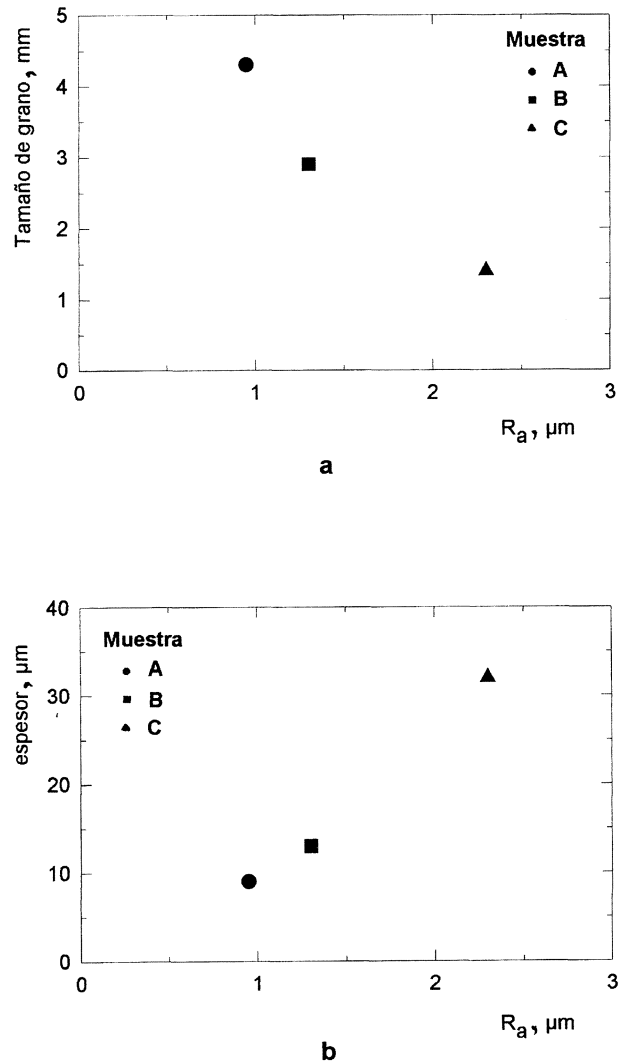 5
4
3
2
1
0
Tamaño de grano, mm
Muestra
A
B
C
0 1 2 3
Ra, µm
a
40
30
20
10
0
espesor, µm
Muestra
A
B
C
0 1 2 3
Ra, µm
b